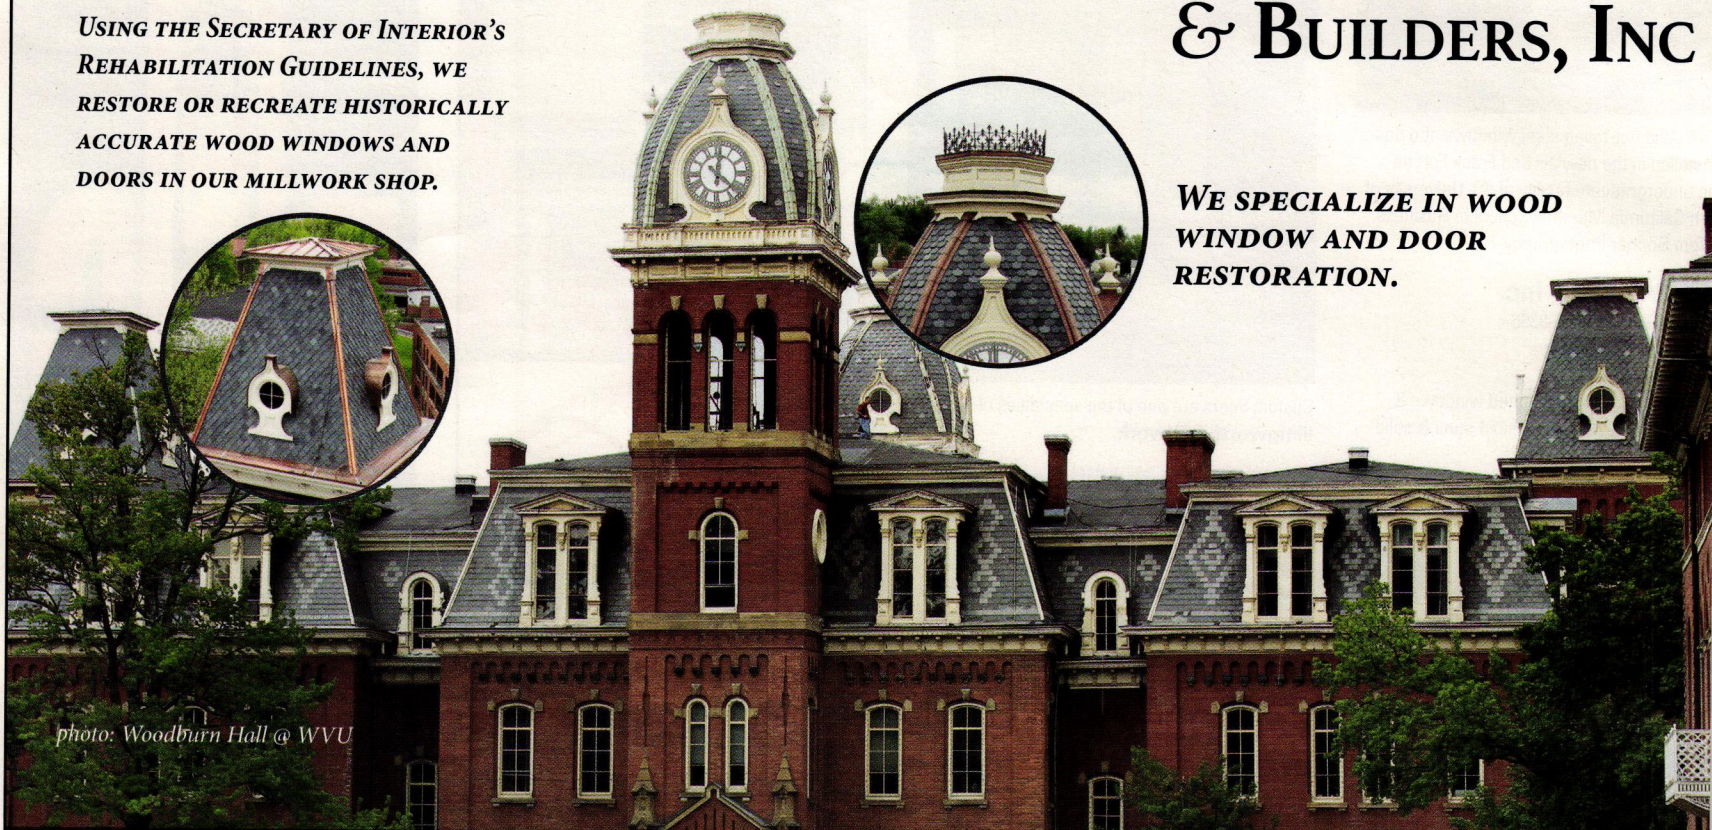 USING THE SECRETARY OF INTERIOR'S
REHABILITATION GUIDELINES, WE
RESTORE OR RECREATE HISTORICALLY
ACCURATE WOOD WINDOWS AND
DOORS IN OUR MILLWORK SHOP.
& BUILDERS, INC
WE SPECIALIZE IN WOOD
WINDOW AND DOOR
RESTORATION.
photo: Woodburn Hall @ WVU